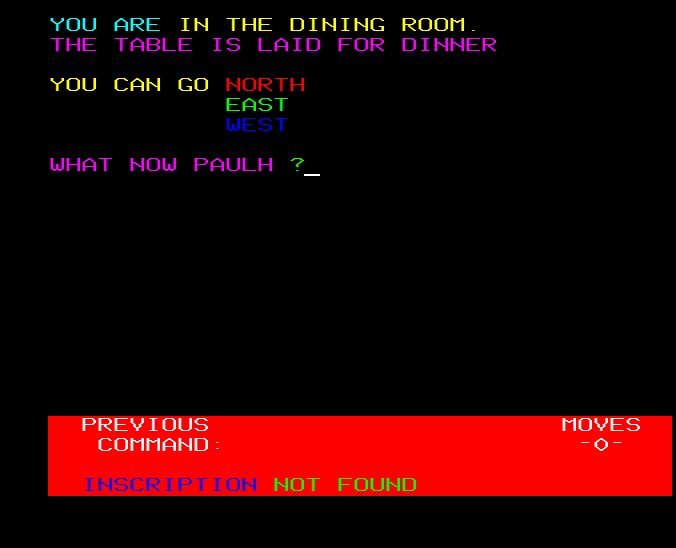 YOU ARE IN THE DINING ROOM.
THE TABLE IS LAID FOR DINNER
YOU CAN GO NORTH
EAST
WEST
WHAT NOW PAULH ?_
PREVIOUS MOVES
COMMAND: -0-
INSCRIPTION NOT FOUND